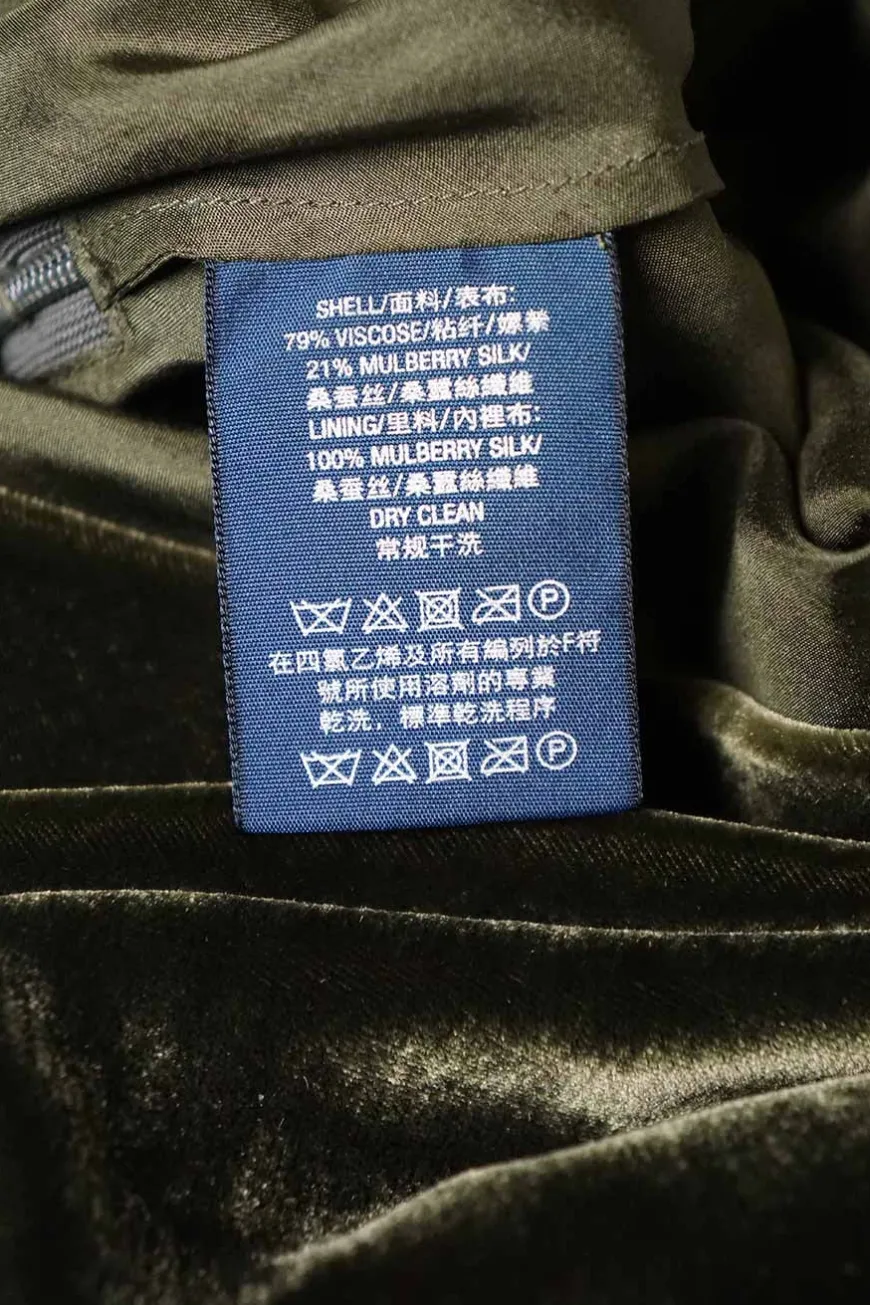 SHELL/面料/表布:
79% VISCOSE/粘纤/嫘縈
21% MULBERRY SILK/
桑蚕丝/桑蠶絲纖維
LINING/里料/內裡布:
100% MULBERRY SILK/
桑蚕丝/桑蠶絲纖維
DRY CLEAN
常规干洗
P
在四氯乙烯及所有編列於F符
號所使用溶劑的專業
乾洗，標準乾洗程序
P